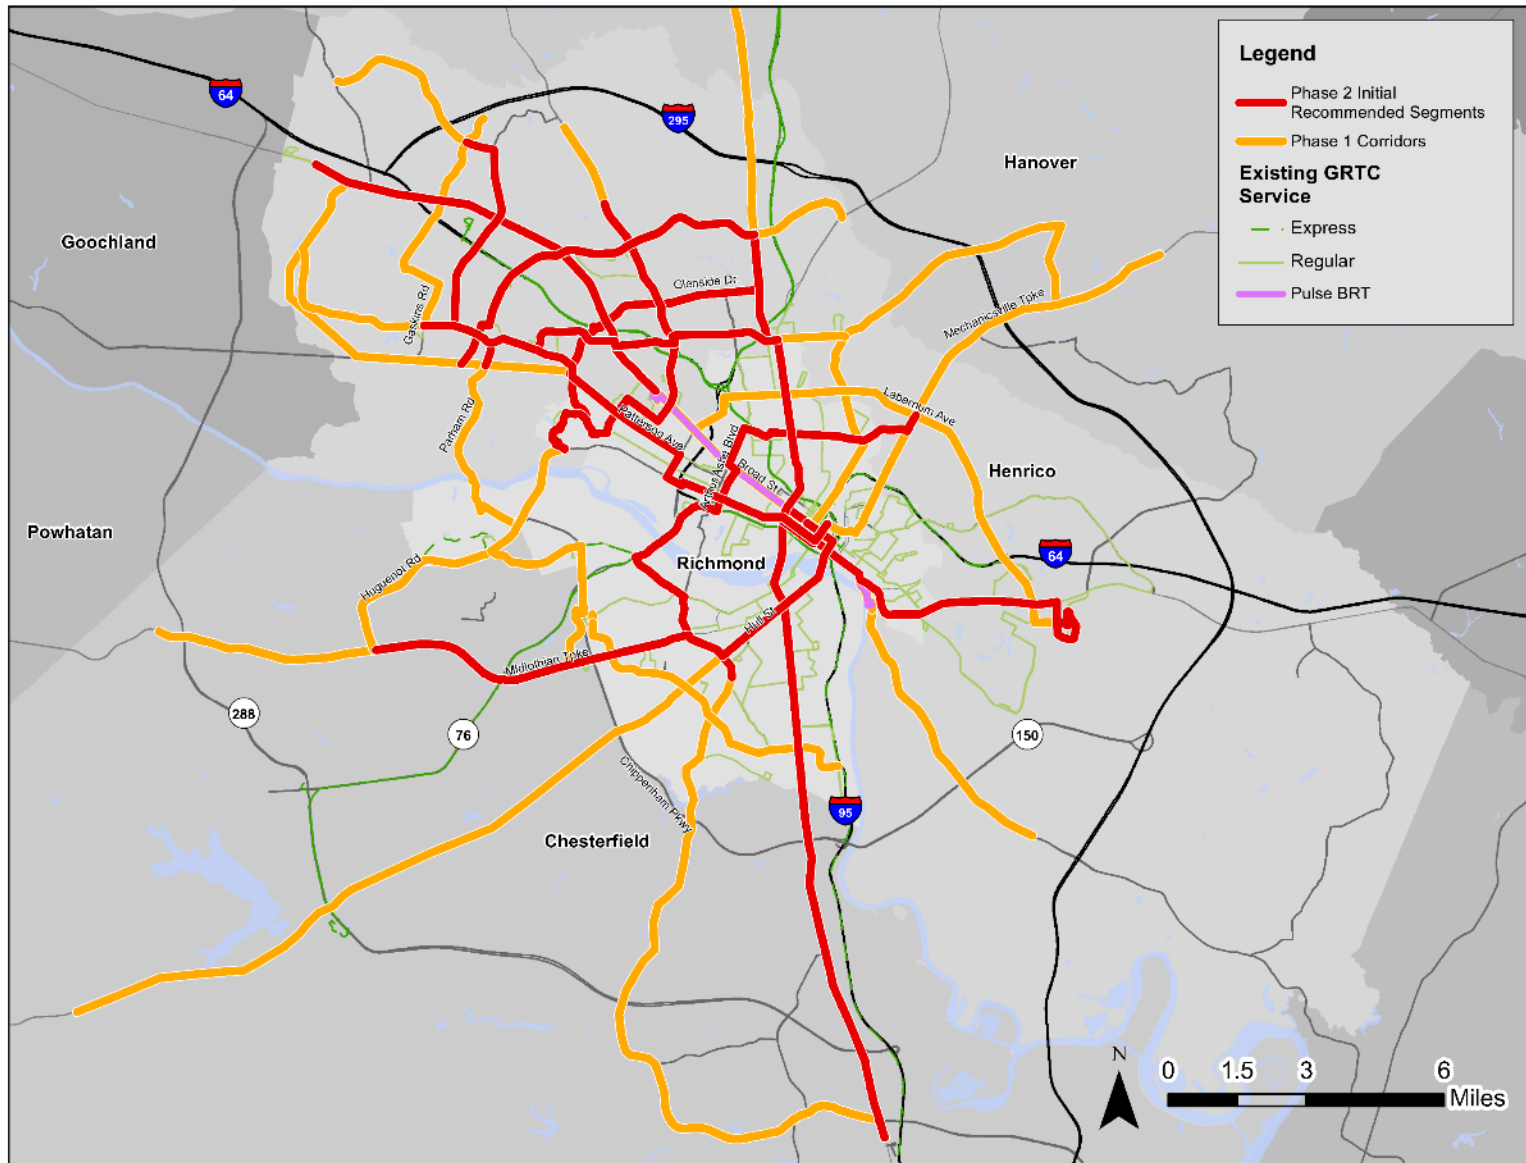 Legend
Phase 2 Initial
Recommended Segments
Phase 1 Corridors
Existing GRTC
Service
Express
Regular
Pulse BRT
64
295
Hanover
Goochland
Glenside Dr
Gaskins Rd
Mechanicsville Tpke
Laburnum Ave
Parham Rd
Patterson Ave
Arthur Ashe Blvd
Broad St
Henrico
Powhatan
Richmond
64
Huguenot Rd
Hull St
Midlothian Tpke
288
76
150
Chippenham Pkwy
95
Chesterfield
N
0 1.5 3 6
Miles